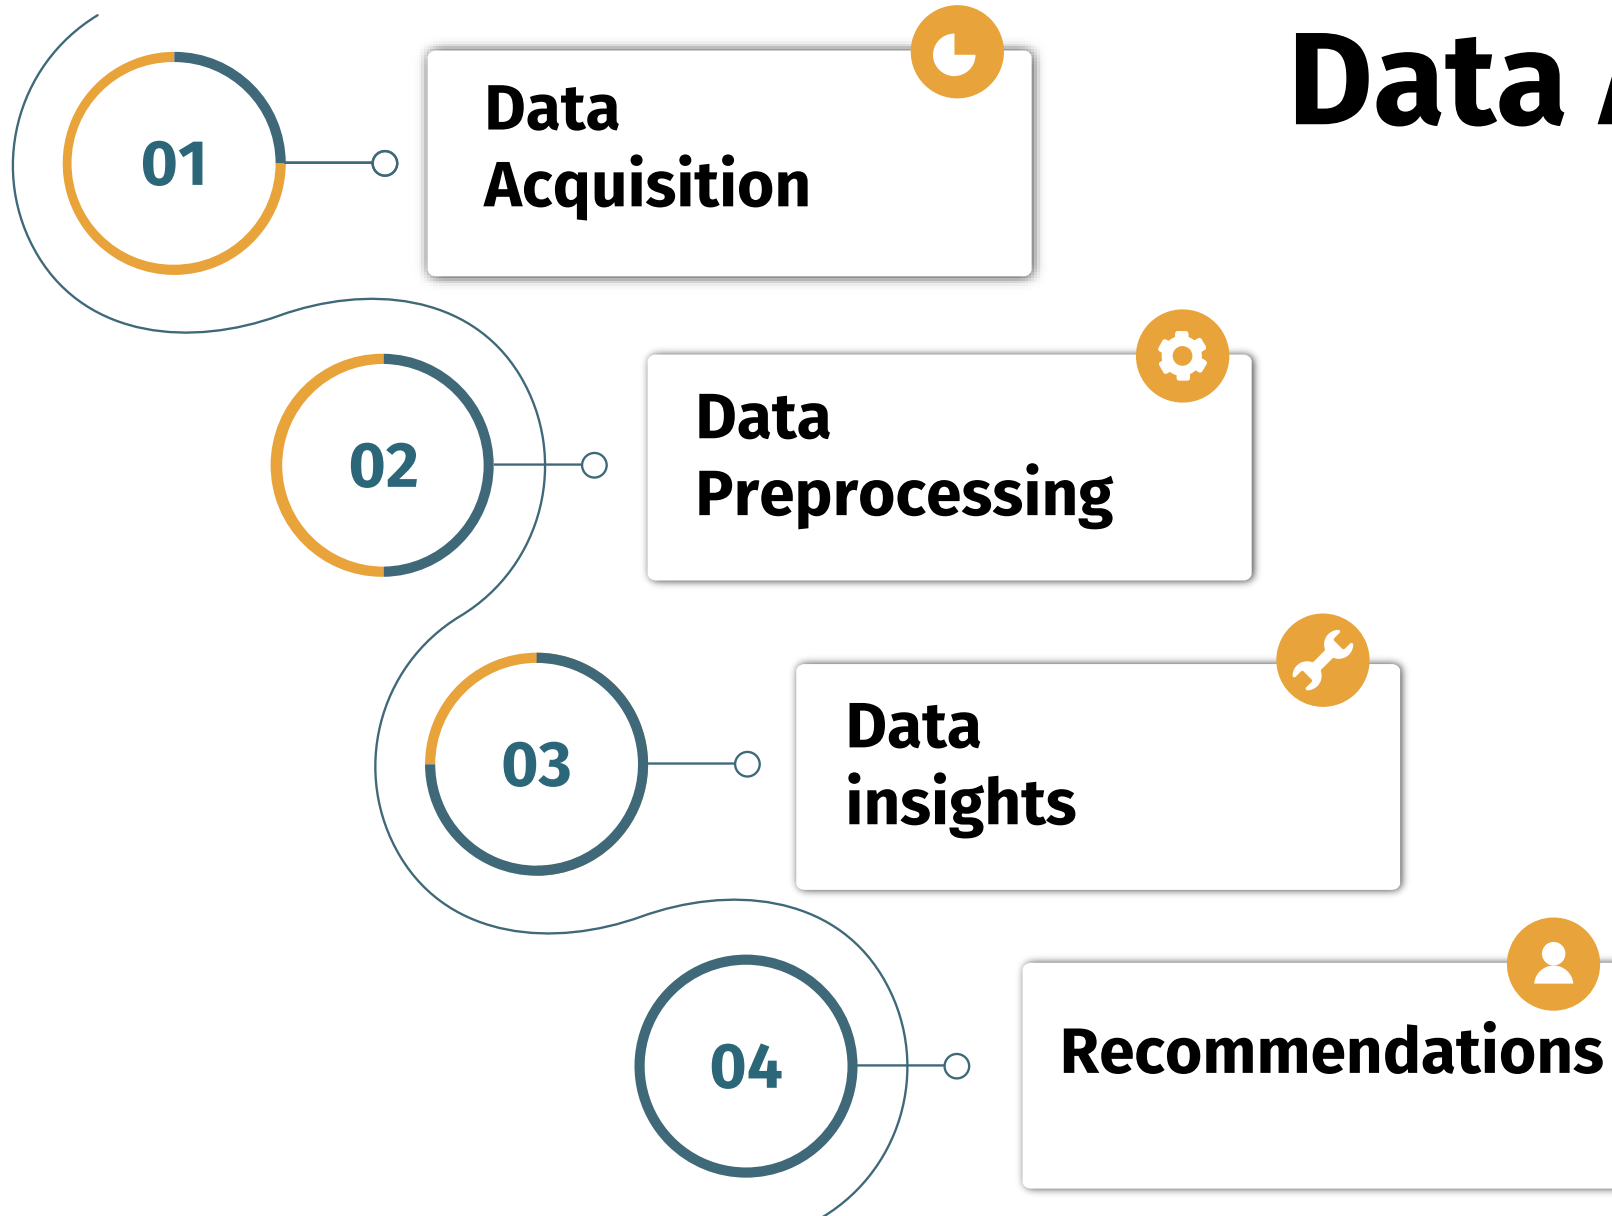 Data
01
Data
Acquisition
02
Data
Preprocessing
03
Data
insights
04
Recommendations